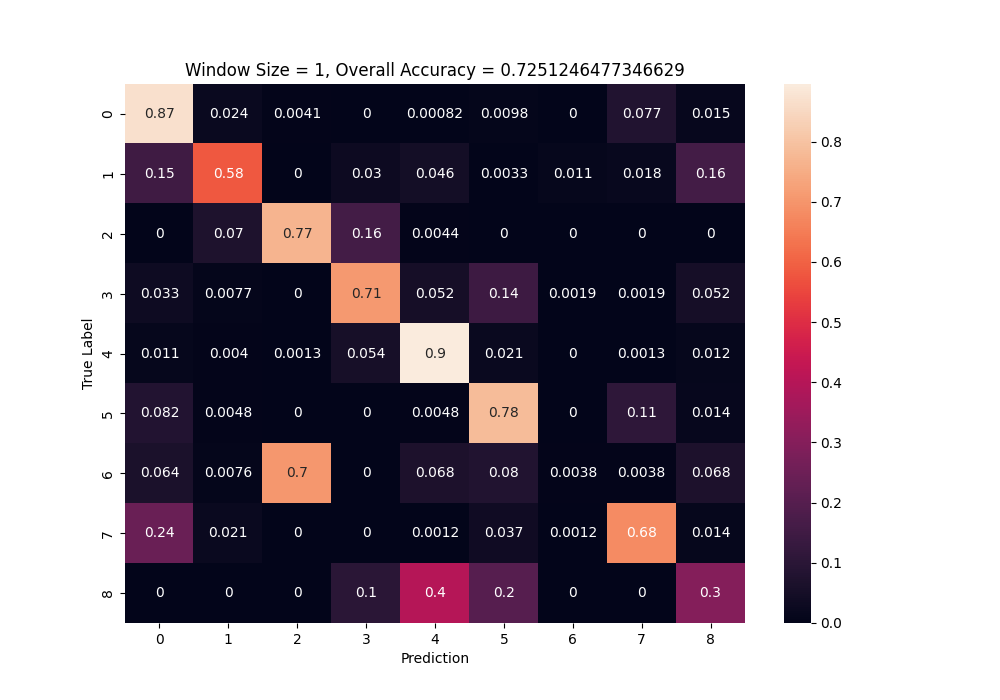 Window Size = 1, Overall Accuracy = 0.7251246477346629
0 0.87 0.024 0.0041 0 0.00082 0.0098 0 0.077 0.015
1 0.15 0.58 0 0.03 0.046 0.0033 0.011 0.018 0.16
2 0 0.07 0.77 0.16 0.0044 0 0 0 0
3 0.033 0.0077 0 0.71 0.052 0.14 0.0019 0.0019 0.052
4 0.011 0.004 0.0013 0.054 0.9 0.021 0 0.0013 0.012
5 0.082 0.0048 0 0 0.0048 0.78 0 0.11 0.014
6 0.064 0.0076 0.7 0 0.068 0.08 0.0038 0.0038 0.068
7 0.24 0.021 0 0 0.0012 0.037 0.0012 0.68 0.014
8 0 0 0 0.1 0.4 0.2 0 0 0.3
0 1 2 3 4 5 6 7 8
Prediction
True Label
0.8
0.7
0.6
0.5
0.4
0.3
0.2
0.1
0.0